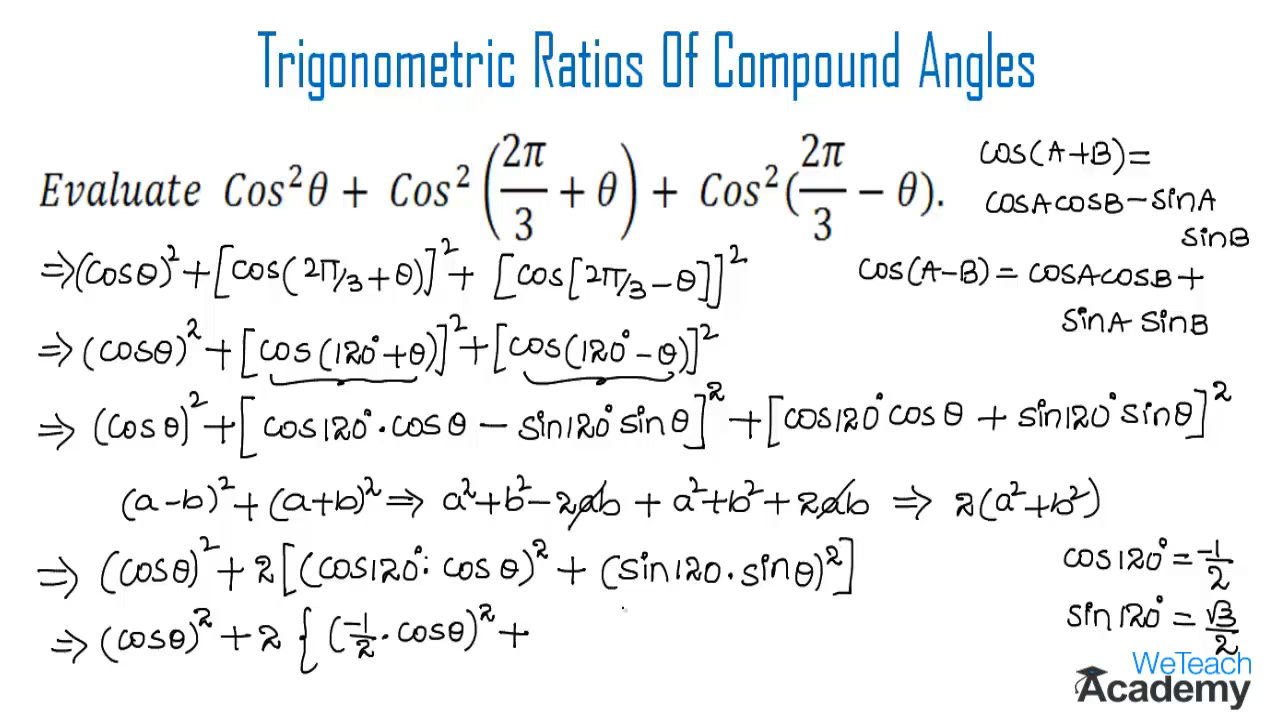 Trigonometric Ratios Of Compound Angles
Evaluate Cos²θ + Cos² (2π/3 + θ) + Cos²(2π/3 − θ).
cos(A+B) =
cosA cosB − sinA
sinB
cos(A−B) = cosA cosB +
sinA sinB
⇒ (cosθ)² + [cos(2π/3 + θ)]² + [cos[2π/3 − θ]]²
⇒ (cosθ)² + [cos(120° + θ)]² + [cos(120° − θ)]²
⇒ (cosθ)² + [cos120° · cosθ − sin120° sinθ]² + [cos120° cosθ + sin120° sinθ]²
(a − b)² + (a+b)² ⇒ a² + b² − 2ab + a² + b² + 2ab ⇒ 2(a² + b²)
⇒ (cosθ)² + 2[(cos120° · cosθ)² + (sin120 · sinθ)²]
⇒ (cosθ)² + 2 { (−1/2 · cosθ)² +
cos120° = −1/2
sin120° = √3/2
WeTeach
Academy